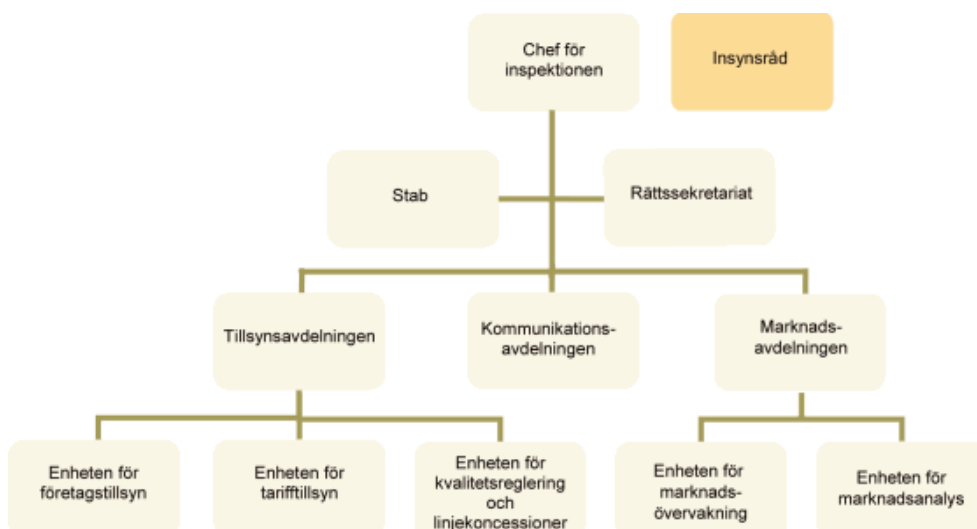 Chef för
inspektionen
Insynsråd
Stab
Rättssekretariat
Tillsynsavdelningen
Kommunikations-
avdelningen
Marknads-
avdelningen
Enheten för
företagstillsyn
Enheten för
tarifftillsyn
Enheten för
kvalitetsreglering
och
linjekoncessioner
Enheten för
marknads-
övervakning
Enheten för
marknadsanalys